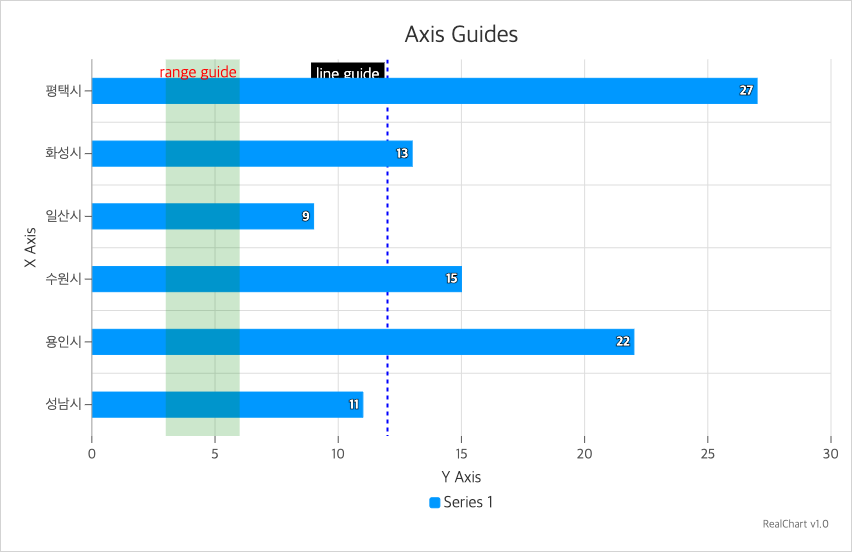 Axis Guides
range guide
line guide
평택시
27
화성시
13
일산시
9
수원시
15
용인시
22
성남시
11
X Axis
0 5 10 15 20 25 30
Y Axis
Series 1
RealChart v1.0